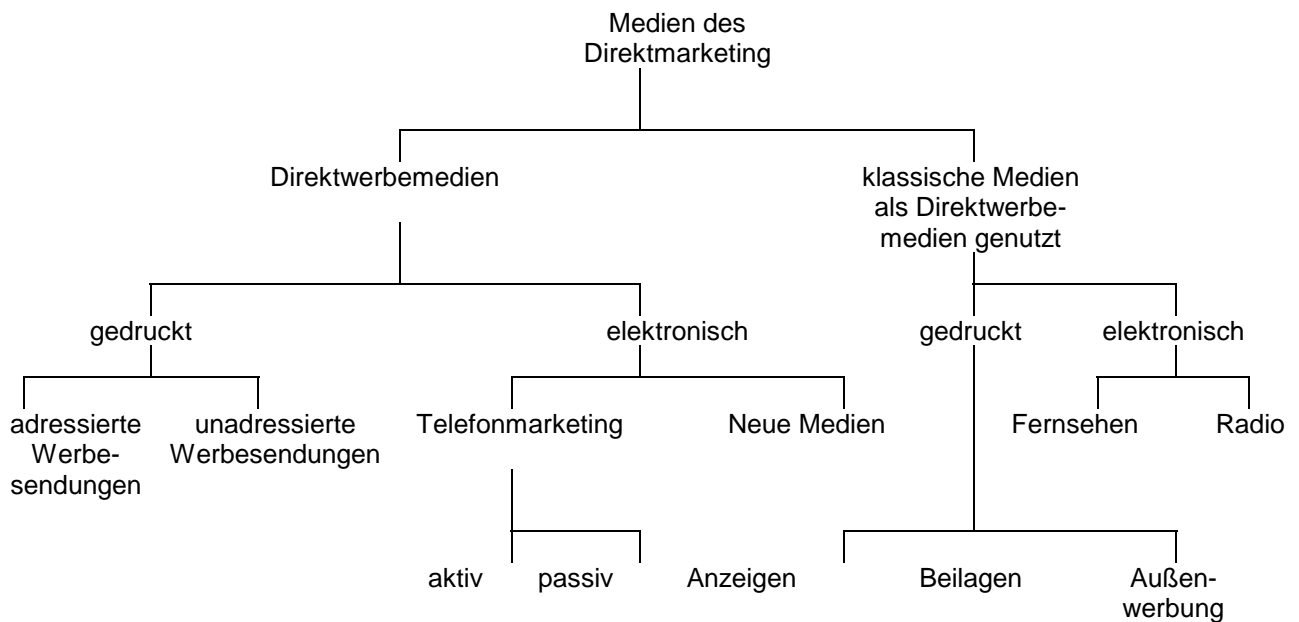 Medien des
Direktmarketing
Direktwerbemedien
klassische Medien
als Direktwerbe-
medien genutzt
gedruckt
elektronisch
gedruckt
elektronisch
adressierte
Werbe-
sendungen
unadressierte
Werbesendungen
Telefonmarketing
Neue Medien
Fernsehen
Radio
aktiv
passiv
Anzeigen
Beilagen
Außen-
werbung